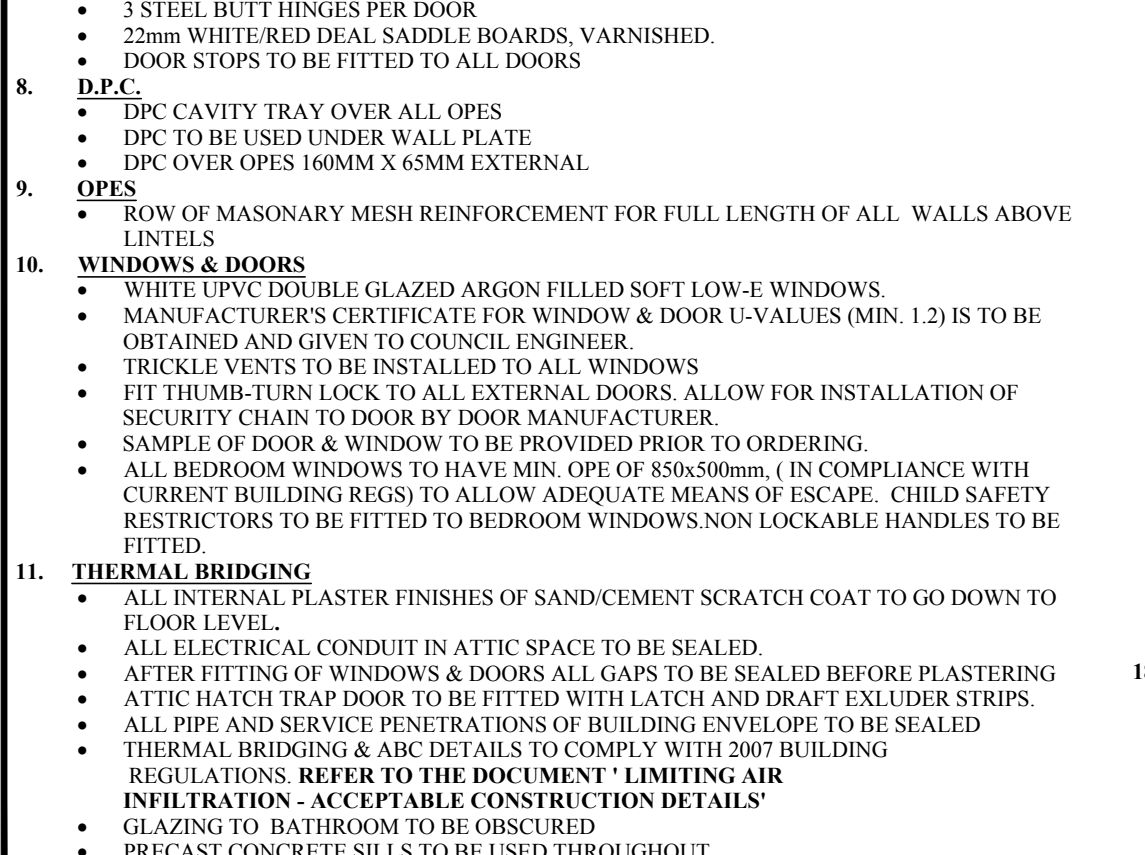 • 3 STEEL BUTT HINGES PER DOOR
• 22mm WHITE/RED DEAL SADDLE BOARDS, VARNISHED.
• DOOR STOPS TO BE FITTED TO ALL DOORS
8. D.P.C.
• DPC CAVITY TRAY OVER ALL OPES
• DPC TO BE USED UNDER WALL PLATE
• DPC OVER OPES 160MM X 65MM EXTERNAL
9. OPES
• ROW OF MASONARY MESH REINFORCEMENT FOR FULL LENGTH OF ALL WALLS ABOVE
LINTELS
10. WINDOWS & DOORS
• WHITE UPVC DOUBLE GLAZED ARGON FILLED SOFT LOW-E WINDOWS.
• MANUFACTURER'S CERTIFICATE FOR WINDOW & DOOR U-VALUES (MIN. 1.2) IS TO BE
OBTAINED AND GIVEN TO COUNCIL ENGINEER.
• TRICKLE VENTS TO BE INSTALLED TO ALL WINDOWS
• FIT THUMB-TURN LOCK TO ALL EXTERNAL DOORS. ALLOW FOR INSTALLATION OF
SECURITY CHAIN TO DOOR BY DOOR MANUFACTURER.
• SAMPLE OF DOOR & WINDOW TO BE PROVIDED PRIOR TO ORDERING.
• ALL BEDROOM WINDOWS TO HAVE MIN. OPE OF 850x500mm, ( IN COMPLIANCE WITH
CURRENT BUILDING REGS) TO ALLOW ADEQUATE MEANS OF ESCAPE. CHILD SAFETY
RESTRICTORS TO BE FITTED TO BEDROOM WINDOWS.NON LOCKABLE HANDLES TO BE
FITTED.
11. THERMAL BRIDGING
• ALL INTERNAL PLASTER FINISHES OF SAND/CEMENT SCRATCH COAT TO GO DOWN TO
FLOOR LEVEL.
• ALL ELECTRICAL CONDUIT IN ATTIC SPACE TO BE SEALED.
• AFTER FITTING OF WINDOWS & DOORS ALL GAPS TO BE SEALED BEFORE PLASTERING
• ATTIC HATCH TRAP DOOR TO BE FITTED WITH LATCH AND DRAFT EXLUDER STRIPS.
• ALL PIPE AND SERVICE PENETRATIONS OF BUILDING ENVELOPE TO BE SEALED
• THERMAL BRIDGING & ABC DETAILS TO COMPLY WITH 2007 BUILDING
REGULATIONS. REFER TO THE DOCUMENT ' LIMITING AIR
INFILTRATION - ACCEPTABLE CONSTRUCTION DETAILS'
• GLAZING TO BATHROOM TO BE OBSCURED
• PRECAST CONCRETE SILLS TO BE USED THROUGHOUT